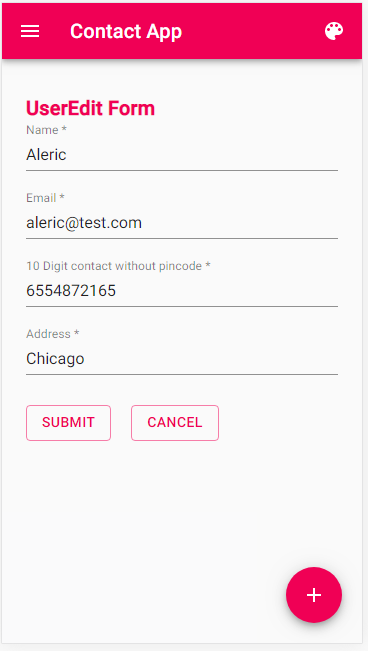 Contact App
UserEdit Form
Name *
Aleric
Email *
aleric@test.com
10 Digit contact without pincode *
6554872165
Address *
Chicago
SUBMIT CANCEL